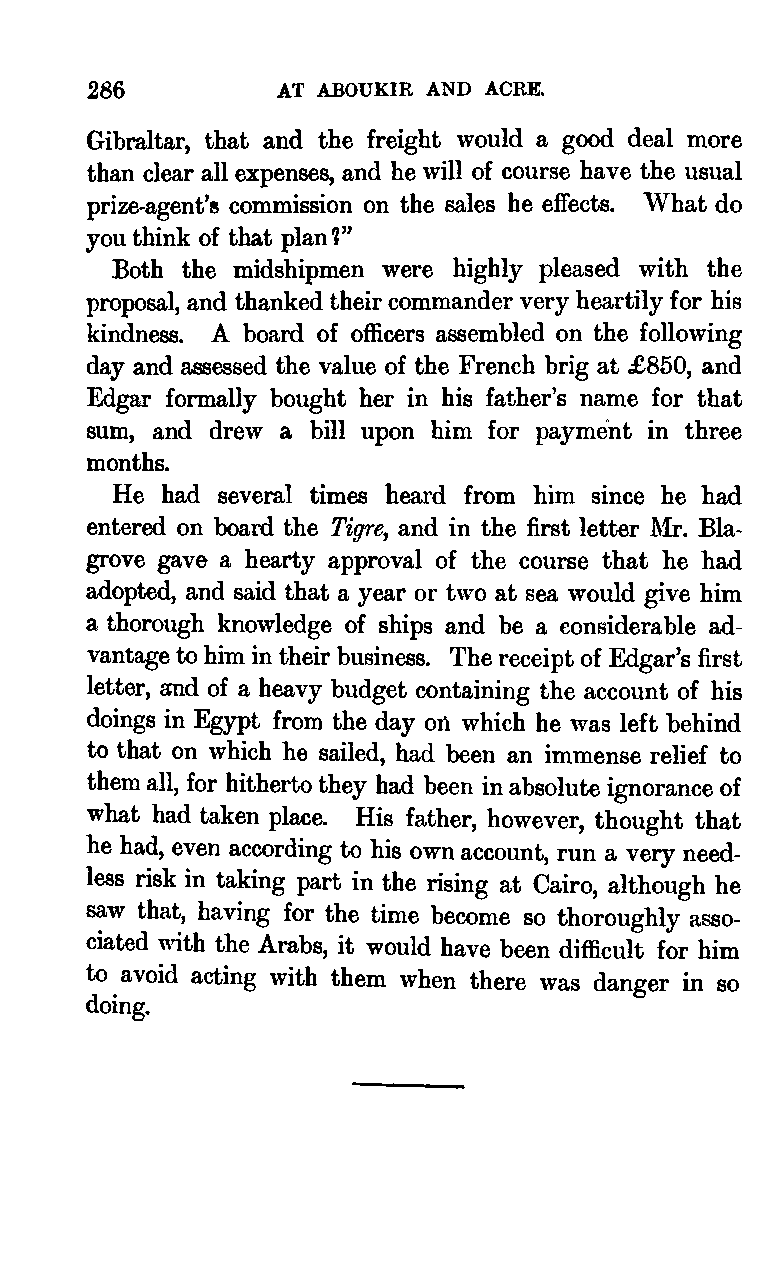 286 AT ABOUKIR AND ACRE.
Gibraltar, that and the freight would a good deal more
than clear all expenses, and he will of course have the usual
prize-agent's commission on the sales he effects. What do
you think of that plan?"
Both the midshipmen were highly pleased with the
proposal, and thanked their commander very heartily for his
kindness. A board of officers assembled on the following
day and assessed the value of the French brig at £850, and
Edgar formally bought her in his father's name for that
sum, and drew a bill upon him for payment in three
months.
He had several times heard from him since he had
entered on board the Tigre, and in the first letter Mr. Bla-
grove gave a hearty approval of the course that he had
adopted, and said that a year or two at sea would give him
a thorough knowledge of ships and be a considerable ad-
vantage to him in their business. The receipt of Edgar's first
letter, and of a heavy budget containing the account of his
doings in Egypt from the day on which he was left behind
to that on which he sailed, had been an immense relief to
them all, for hitherto they had been in absolute ignorance of
what had taken place. His father, however, thought that
he had, even according to his own account, run a very need-
less risk in taking part in the rising at Cairo, although he
saw that, having for the time become so thoroughly asso-
ciated with the Arabs, it would have been difficult for him
to avoid acting with them when there was danger in so
doing.